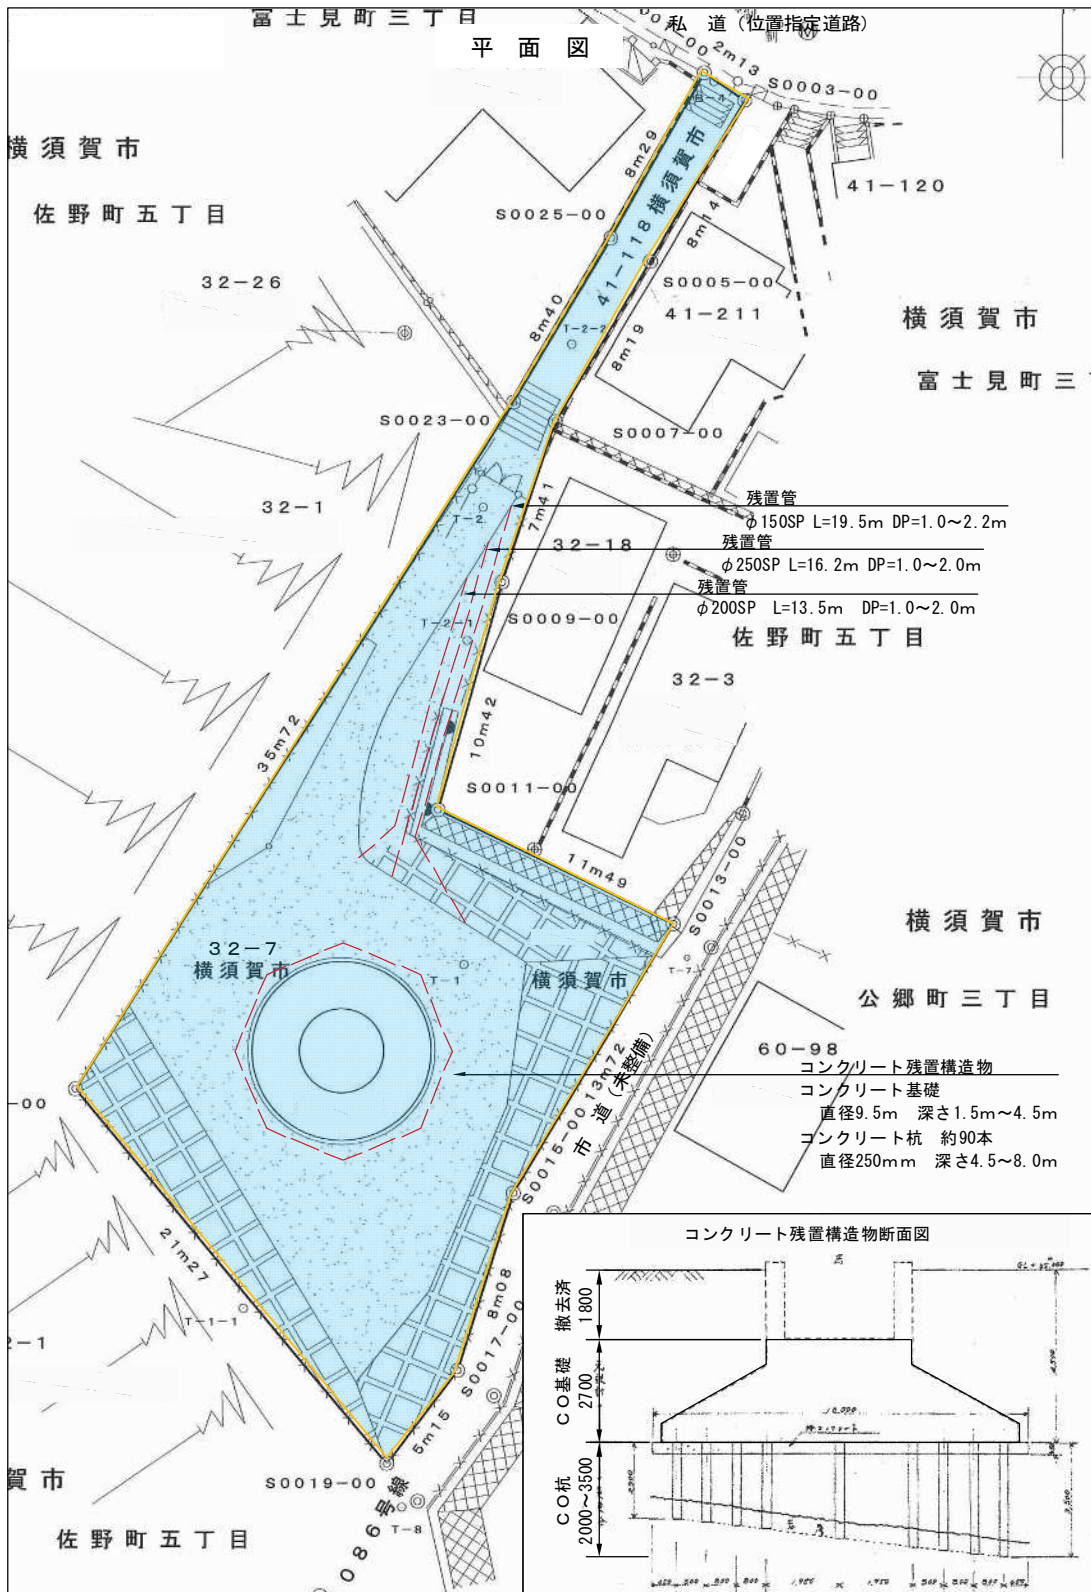 富士見町三丁目
私　道（位置指定道路）
平　面　図
2m13
S0003-00
横須賀市
佐野町五丁目
8m29
41-118 横須賀市
8m14
41-120
S0025-00
32-26
S0005-00
41-211
横須賀市
富士見町三丁
8m40
T-2-2
8m19
S0023-00
S0007-00
32-1
T-2
7m41
残置管
φ150SP L=19.5m DP=1.0～2.2m
32-18
残置管
φ250SP L=16.2m DP=1.0～2.0m
残置管
φ200SP　L=13.5m　DP=1.0～2.0m
T-2-1
S0009-00
佐野町五丁目
32-3
35m72
10m42
S0011-00
11m49
S0013-00
横須賀市
32-7
横須賀市
T-1
横須賀市
T-7
公郷町三丁目
60-98
13m72
市　道（未整備）
コンクリート残置構造物
コンクリート基礎
直径9.5m　深さ1.5m～4.5m
コンクリート杭　約90本
直径250mm　深さ4.5～8.0m
-00
S0015-00
21m27
8m08
T-1-1
S0017-00
2-1
5m15
S0019-00
賀市
086号線
T-8
佐野町五丁目
コンクリート残置構造物断面図
撤去済
1800
CO基礎
2700
10,000
CO杭
2000～3500